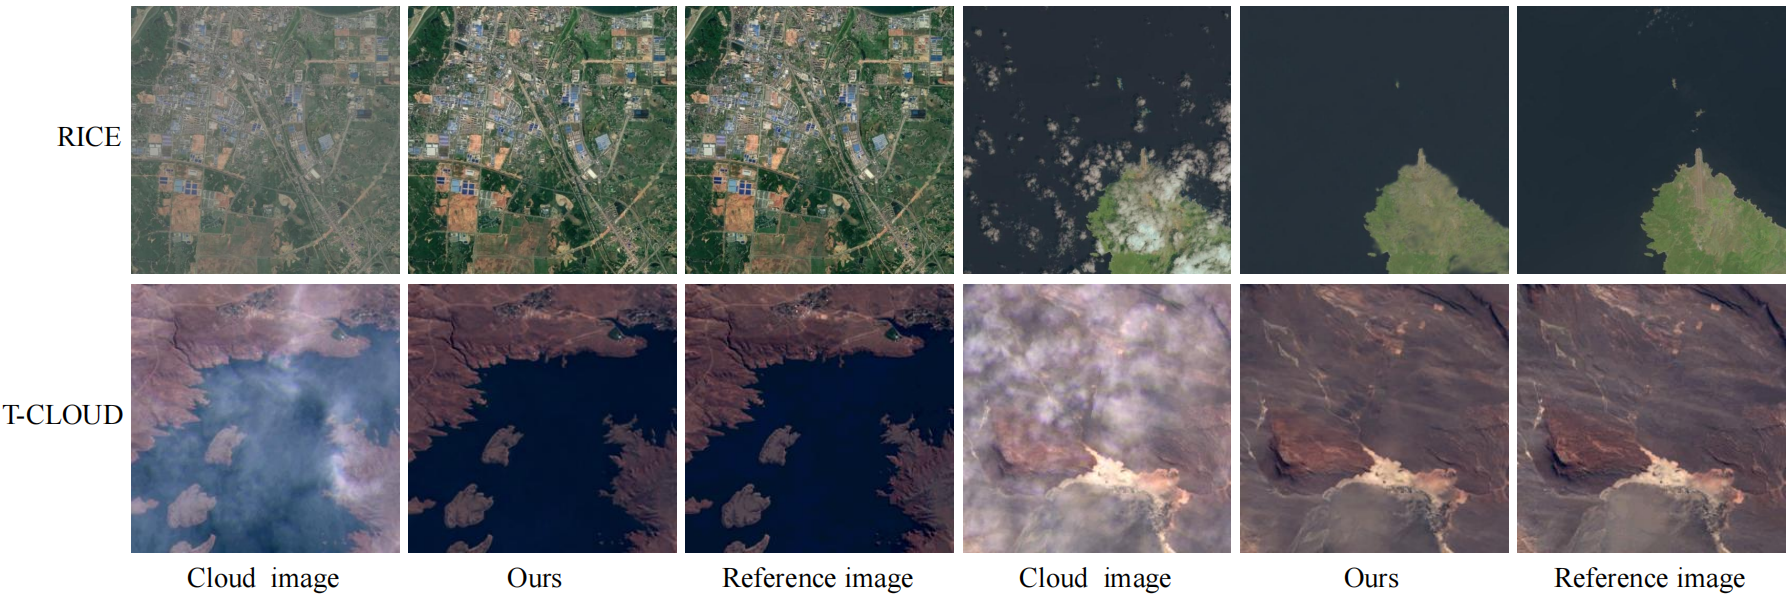 RICE
T-CLOUD
Cloud image
Ours
Reference image
Cloud image
Ours
Reference image